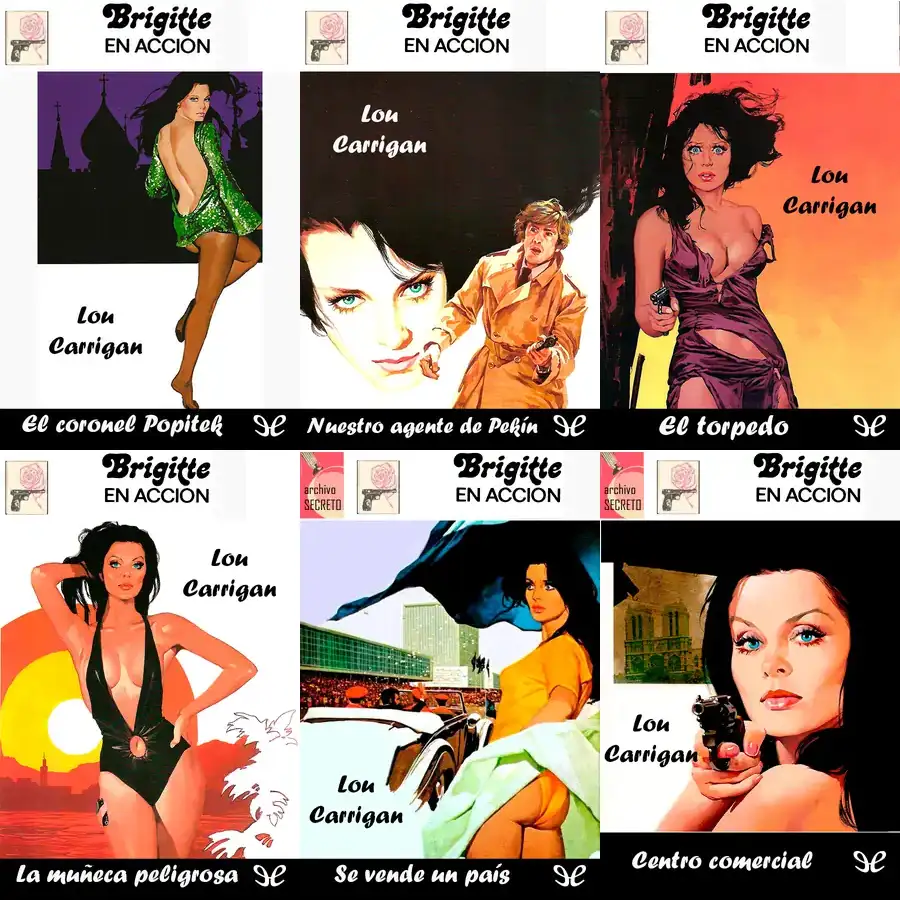 Brigitte
EN ACCION
Lou
Carrigan
El coronel Popitek
Brigitte
EN ACCION
Lou
Carrigan
Nuestro agente de Pekín
Brigitte
EN ACCION
Lou
Carrigan
El torpedo
Brigitte
EN ACCION
Lou
Carrigan
La muñeca peligrosa
archivo
SECRETO
Brigitte
EN ACCION
Lou
Carrigan
Se vende un país
archivo
SECRETO
Brigitte
EN ACCION
Lou
Carrigan
Centro comercial